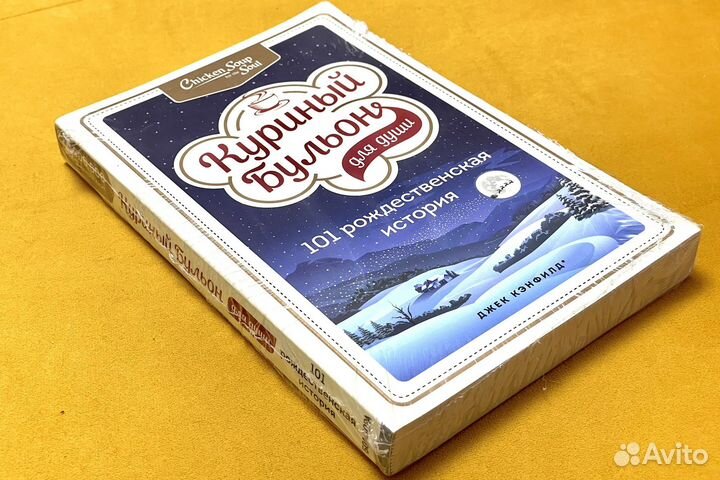 Chicken Soup
for the
Soul
Куриный
Бульон
для души
101 рождественская
история
ДЖЕК КЭНФИЛД
Куриный Бульон
для души
101
рождественская
история
Avito